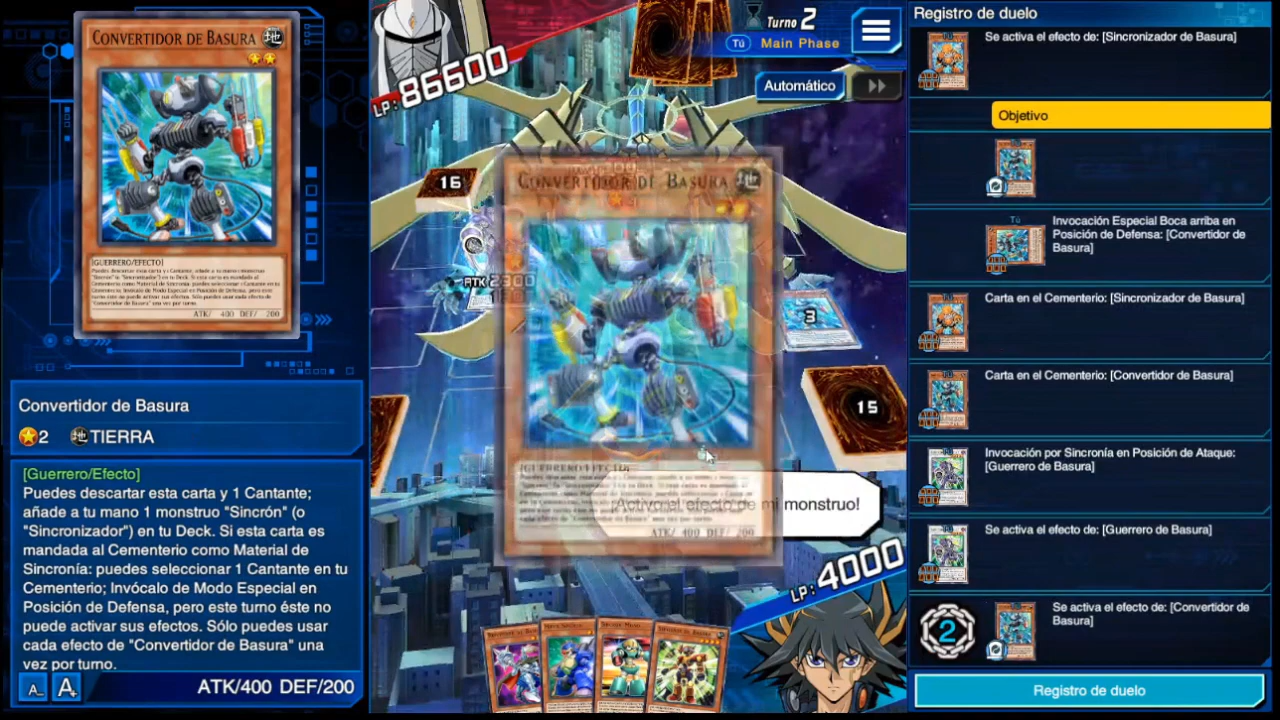 CONVERTIDOR DE BASURA
[GUERRERO/EFECTO]
ATK/ 400 DEF/ 200
Convertidor de Basura
2 TIERRA
[Guerrero/Efecto]
Puedes descartar esta carta y 1 Cantante;
añade a tu mano 1 monstruo "Sincrón" (o
"Sincronizador") en tu Deck. Si esta carta es
mandada al Cementerio como Material de
Sincronía: puedes seleccionar 1 Cantante en tu
Cementerio; Invócalo de Modo Especial en
Posición de Defensa, pero este turno éste no
puede activar sus efectos. Sólo puedes usar
cada efecto de "Convertidor de Basura" una
vez por turno.
A- A+
ATK/400 DEF/200
LP: 86600
Turno 2
Tú Main Phase
Automático
16
ATK 2300
CONVERTIDOR DE BASURA
[GUERRERO/EFECTO]
ATK/ 400 DEF/ 200
3
15
¡Activo el efecto de mi monstruo!
LP: 4000
Registro de duelo
Se activa el efecto de: [Sincronizador de Basura]
Objetivo
Tú
Invocación Especial Boca arriba en
Posición de Defensa: [Convertidor de
Basura]
Carta en el Cementerio: [Sincronizador de Basura]
Carta en el Cementerio: [Convertidor de Basura]
Invocación por Sincronía en Posición de Ataque:
[Guerrero de Basura]
Se activa el efecto de: [Guerrero de Basura]
2
Se activa el efecto de: [Convertidor de
Basura]
Registro de duelo